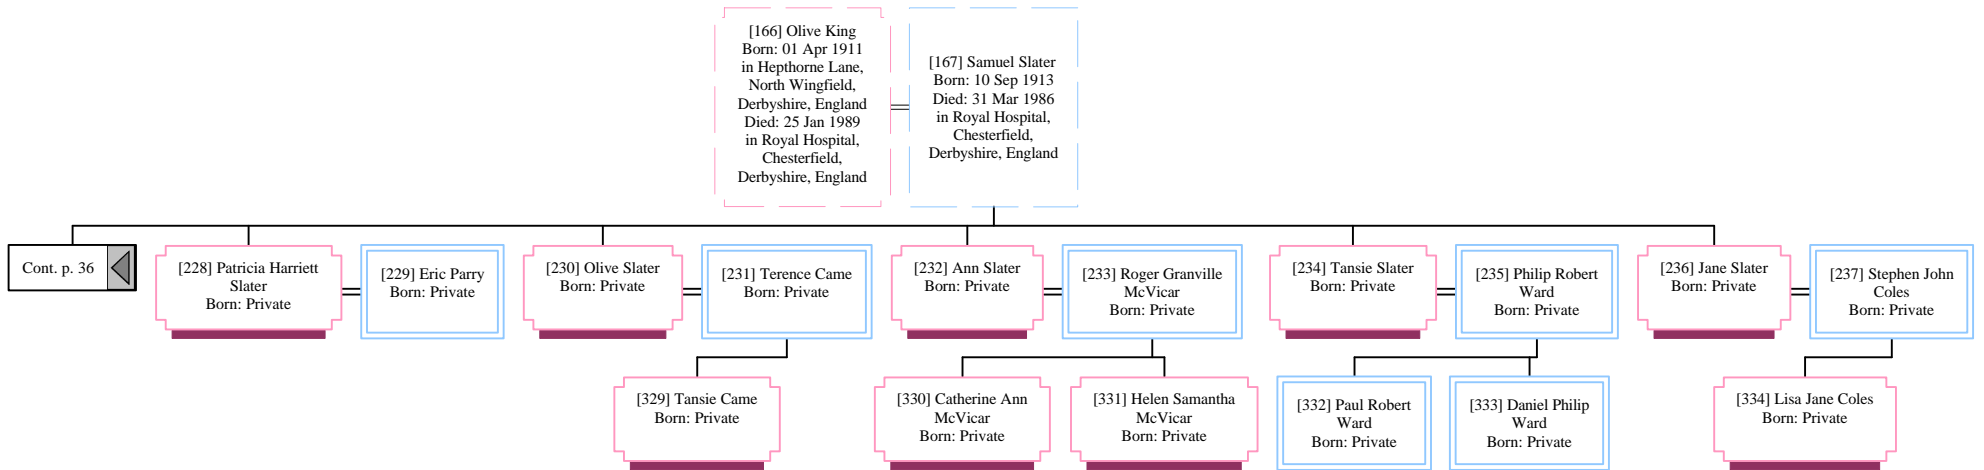 [166] Olive King
Born: 01 Apr 1911
in Hepthorne Lane,
North Wingfield,
Derbyshire, England
Died: 25 Jan 1989
in Royal Hospital,
Chesterfield,
Derbyshire, England
[167] Samuel Slater
Born: 10 Sep 1913
Died: 31 Mar 1986
in Royal Hospital,
Chesterfield,
Derbyshire, England
Cont. p. 36
[228] Patricia Harriett
Slater
Born: Private
[229] Eric Parry
Born: Private
[230] Olive Slater
Born: Private
[231] Terence Came
Born: Private
[232] Ann Slater
Born: Private
[233] Roger Granville
McVicar
Born: Private
[234] Tansie Slater
Born: Private
[235] Philip Robert
Ward
Born: Private
[236] Jane Slater
Born: Private
[237] Stephen John
Coles
Born: Private
[329] Tansie Came
Born: Private
[330] Catherine Ann
McVicar
Born: Private
[331] Helen Samantha
McVicar
Born: Private
[332] Paul Robert
Ward
Born: Private
[333] Daniel Philip
Ward
Born: Private
[334] Lisa Jane Coles
Born: Private